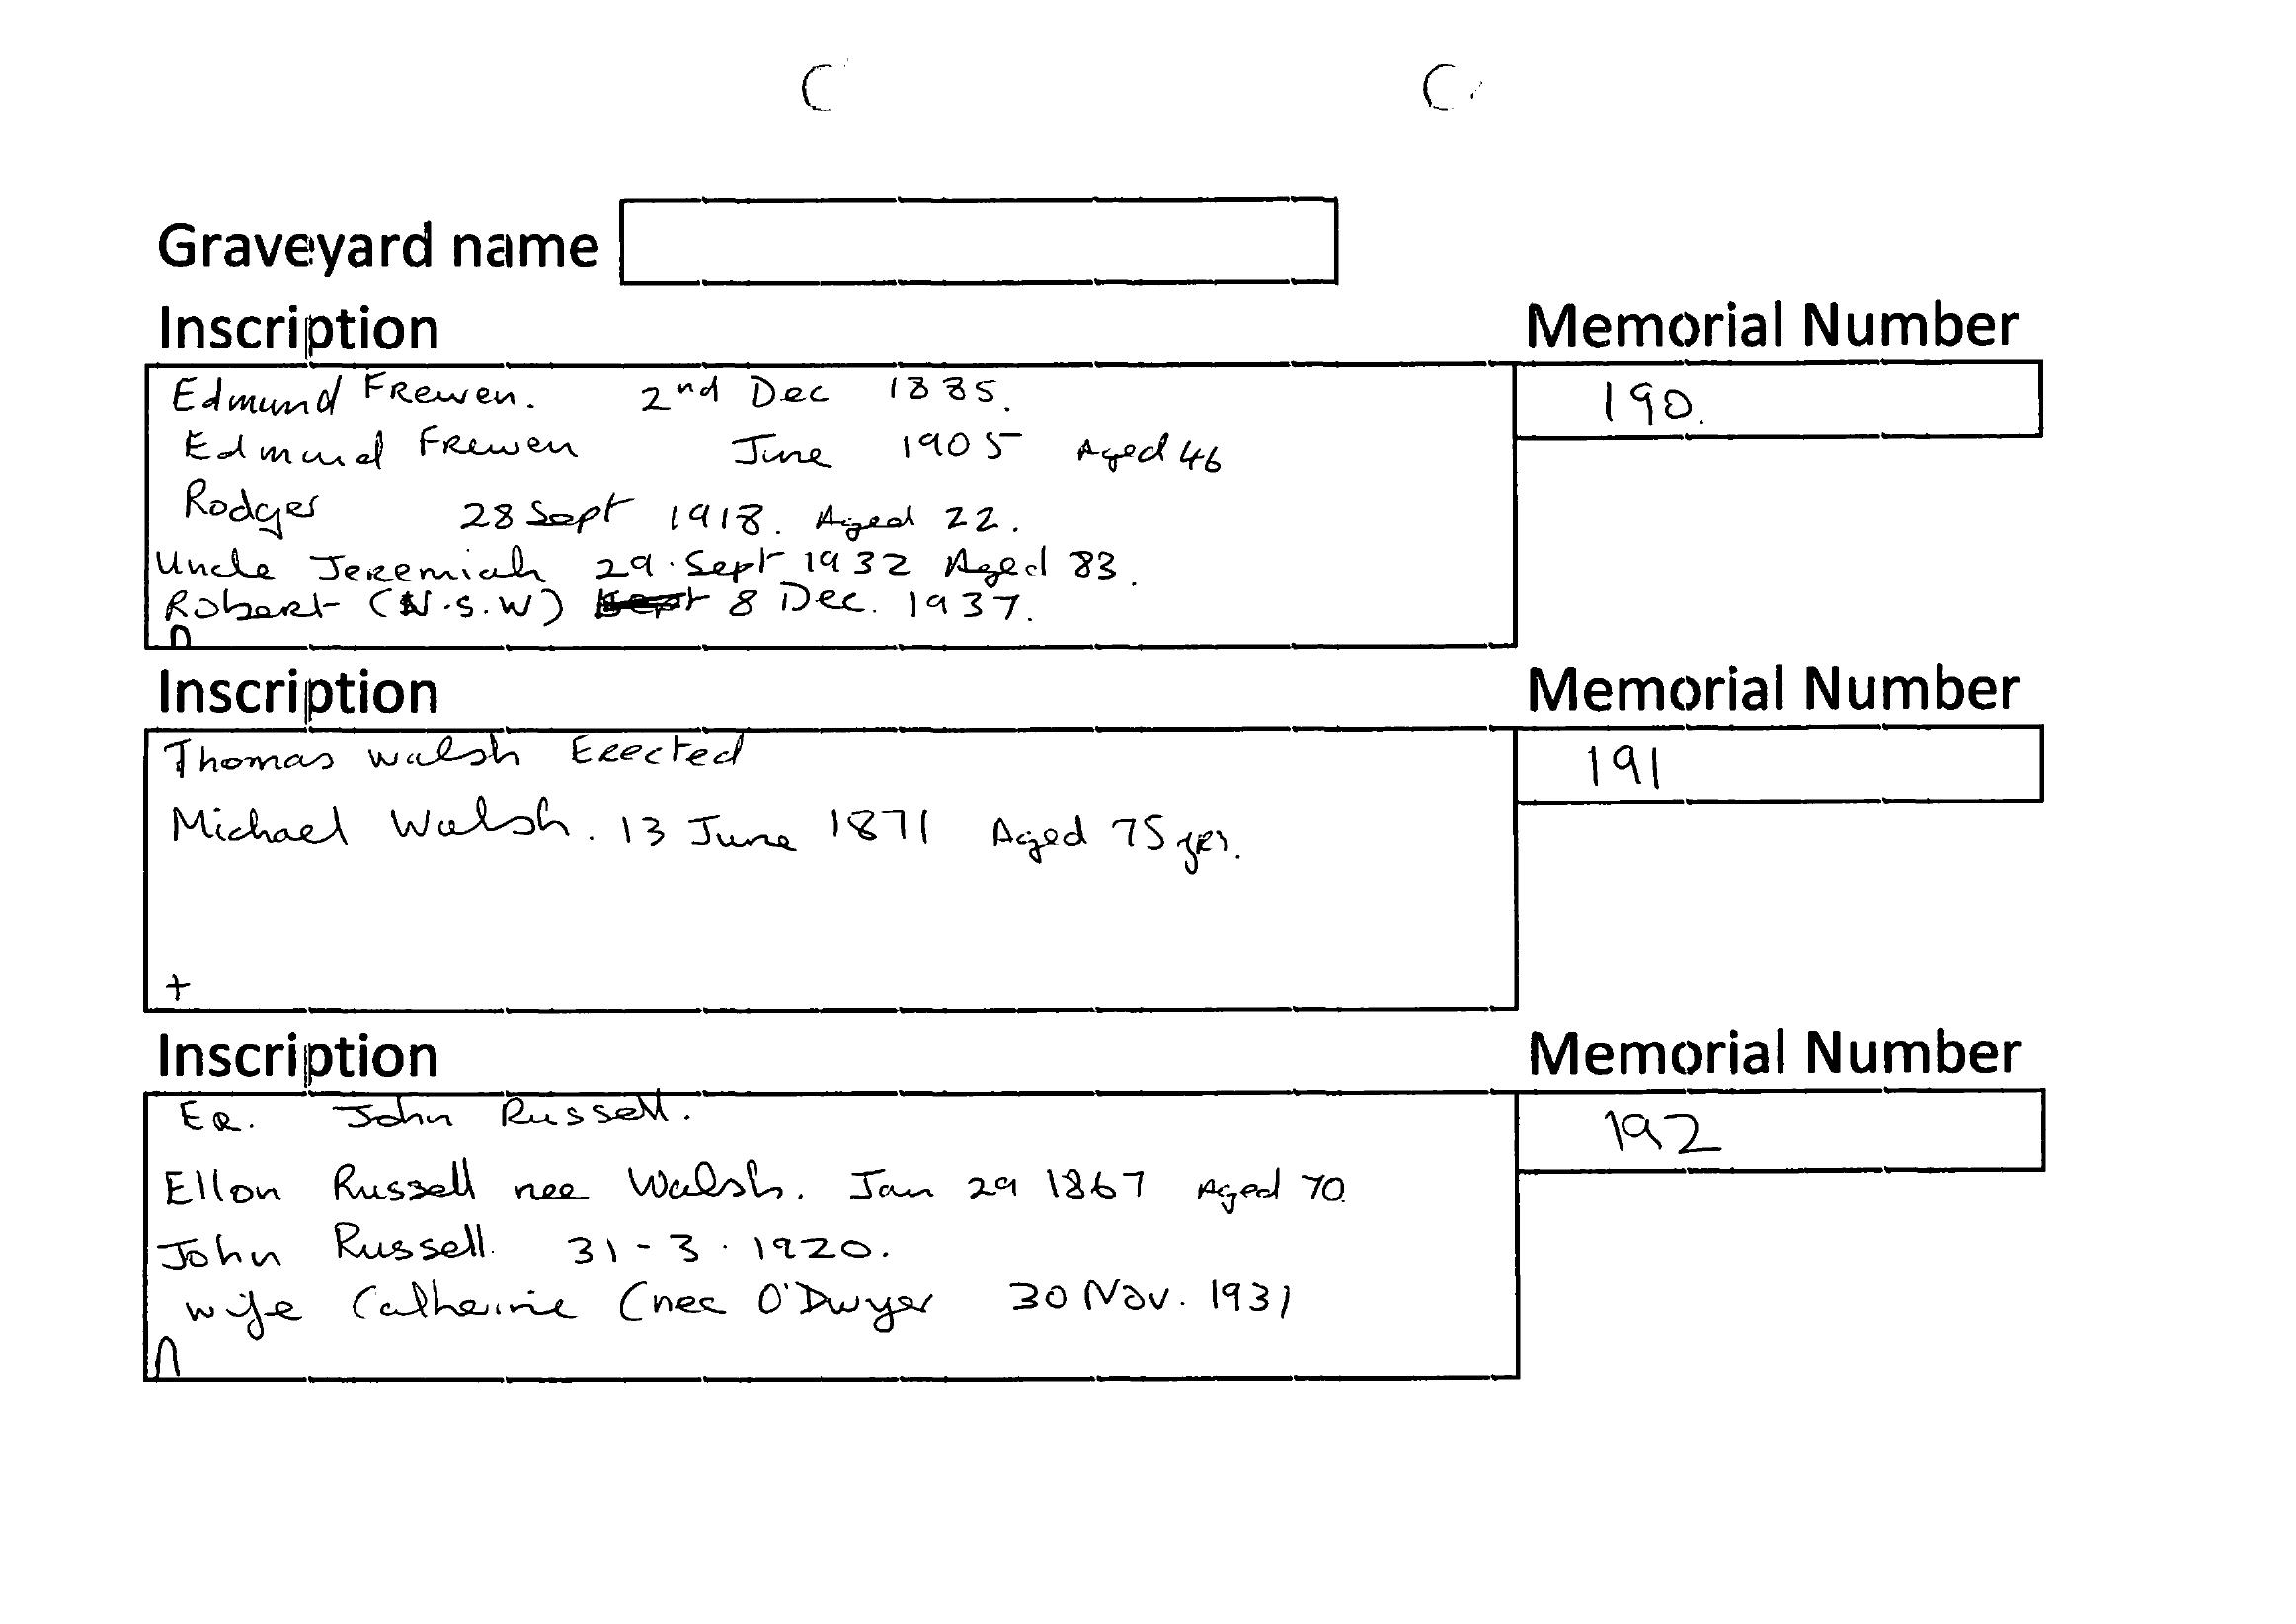 Graveyard name
Inscription
Memorial Number
Edmund Frewen. 2nd Dec 1885.
190.
Edmund Frewen June 1905 Aged 46
Rodger 28 Sept 1918. Aged 22.
Uncle Jeremiah 29. Sept 1932 Aged 83.
Robert (N.S.W) 8 Dec. 1937.
Inscription
Memorial Number
Thomas Walsh Erected
191
Michael Walsh. 13 June 1871 Aged 75 yrs.
+
Inscription
Memorial Number
Er. John Russell.
192
Ellon Russell nee Walsh. Jan 29 1867 Aged 70.
John Russell. 31-3.1920.
wife Catherine (nee O'Dwyer 30 Nov. 1931